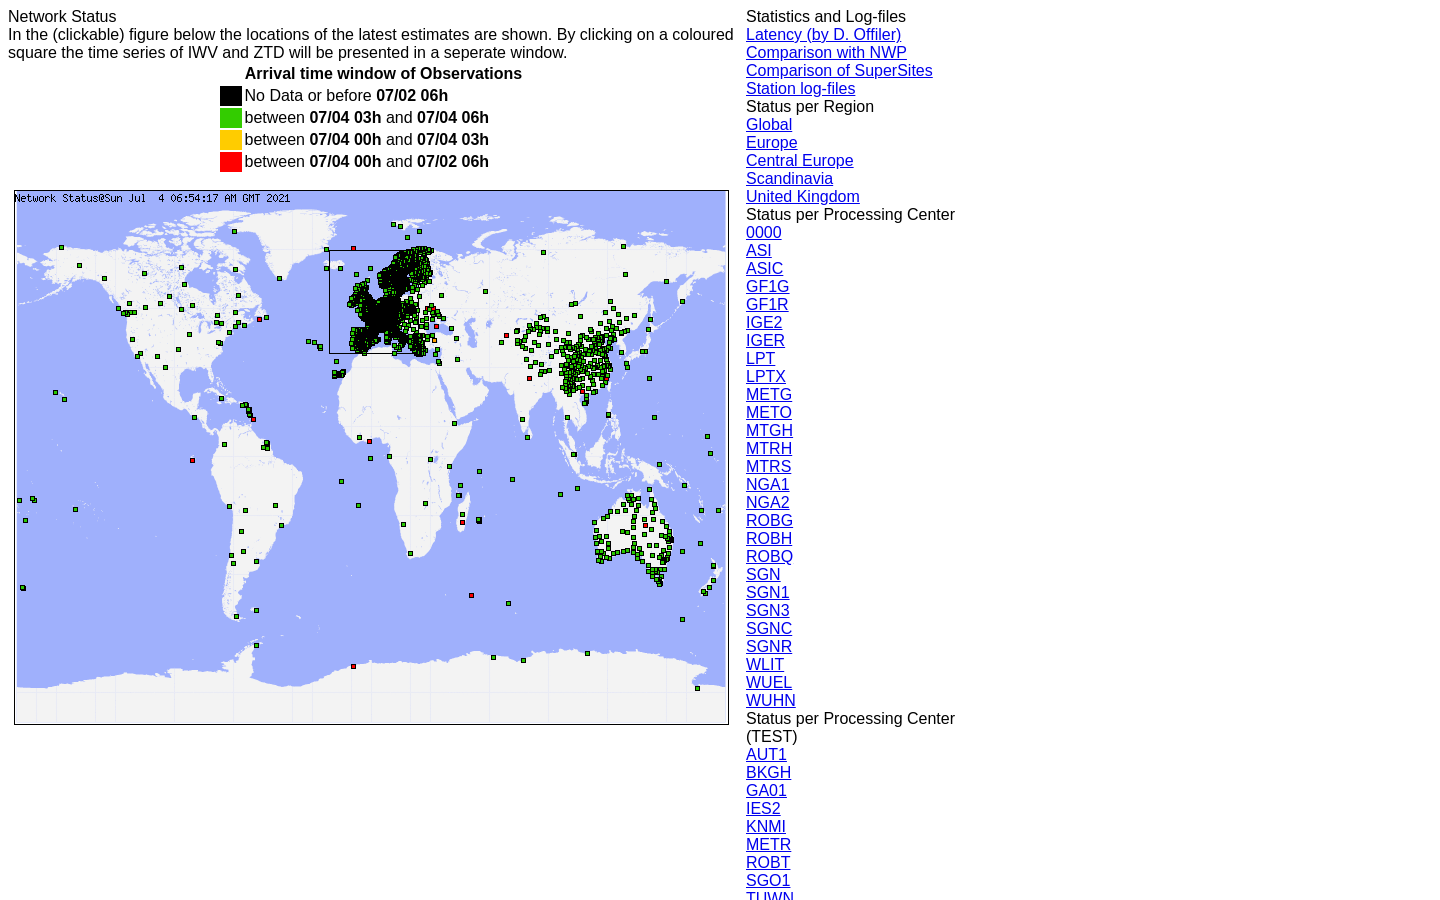 Network Status
In the (clickable) figure below the locations of the latest estimates are shown. By clicking on a coloured
square the time series of IWV and ZTD will be presented in a seperate window.
Arrival time window of Observations
No Data or before 07/02 06h
between 07/04 03h and 07/04 06h
between 07/04 00h and 07/04 03h
between 07/04 00h and 07/02 06h
Network Status@Sun Jul  4 06:54:17 AM GMT 2021
Statistics and Log-files
Latency (by D. Offiler)
Comparison with NWP
Comparison of SuperSites
Station log-files
Status per Region
Global
Europe
Central Europe
Scandinavia
United Kingdom
Status per Processing Center
0000
ASI
ASIC
GF1G
GF1R
IGE2
IGER
LPT
LPTX
METG
METO
MTGH
MTRH
MTRS
NGA1
NGA2
ROBG
ROBH
ROBQ
SGN
SGN1
SGN3
SGNC
SGNR
WLIT
WUEL
WUHN
Status per Processing Center
(TEST)
AUT1
BKGH
GA01
IES2
KNMI
METR
ROBT
SGO1
TUWN